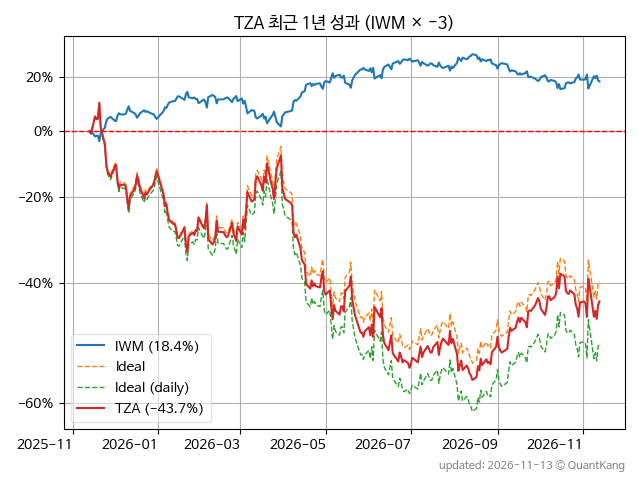 TZA 최근 1년 성과 (IWM × −3)
20%
0%
−20%
−40%
−60%
IWM (18.4%)
Ideal
Ideal (daily)
TZA (−43.7%)
2025−11
2026−01
2026−03
2026−05
2026−07
2026−09
2026−11
updated: 2026-11-13 © QuantKang